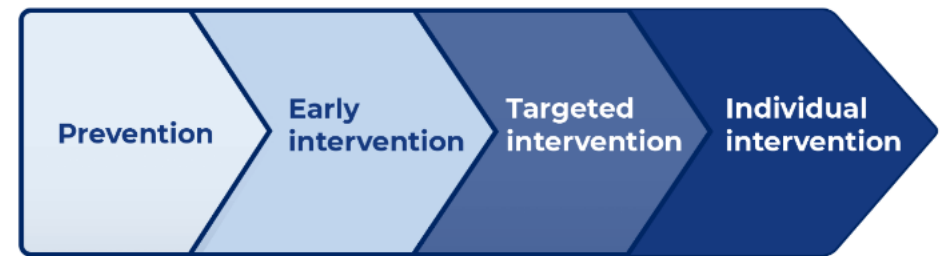 Prevention
Early
intervention
Targeted
intervention
Individual
intervention